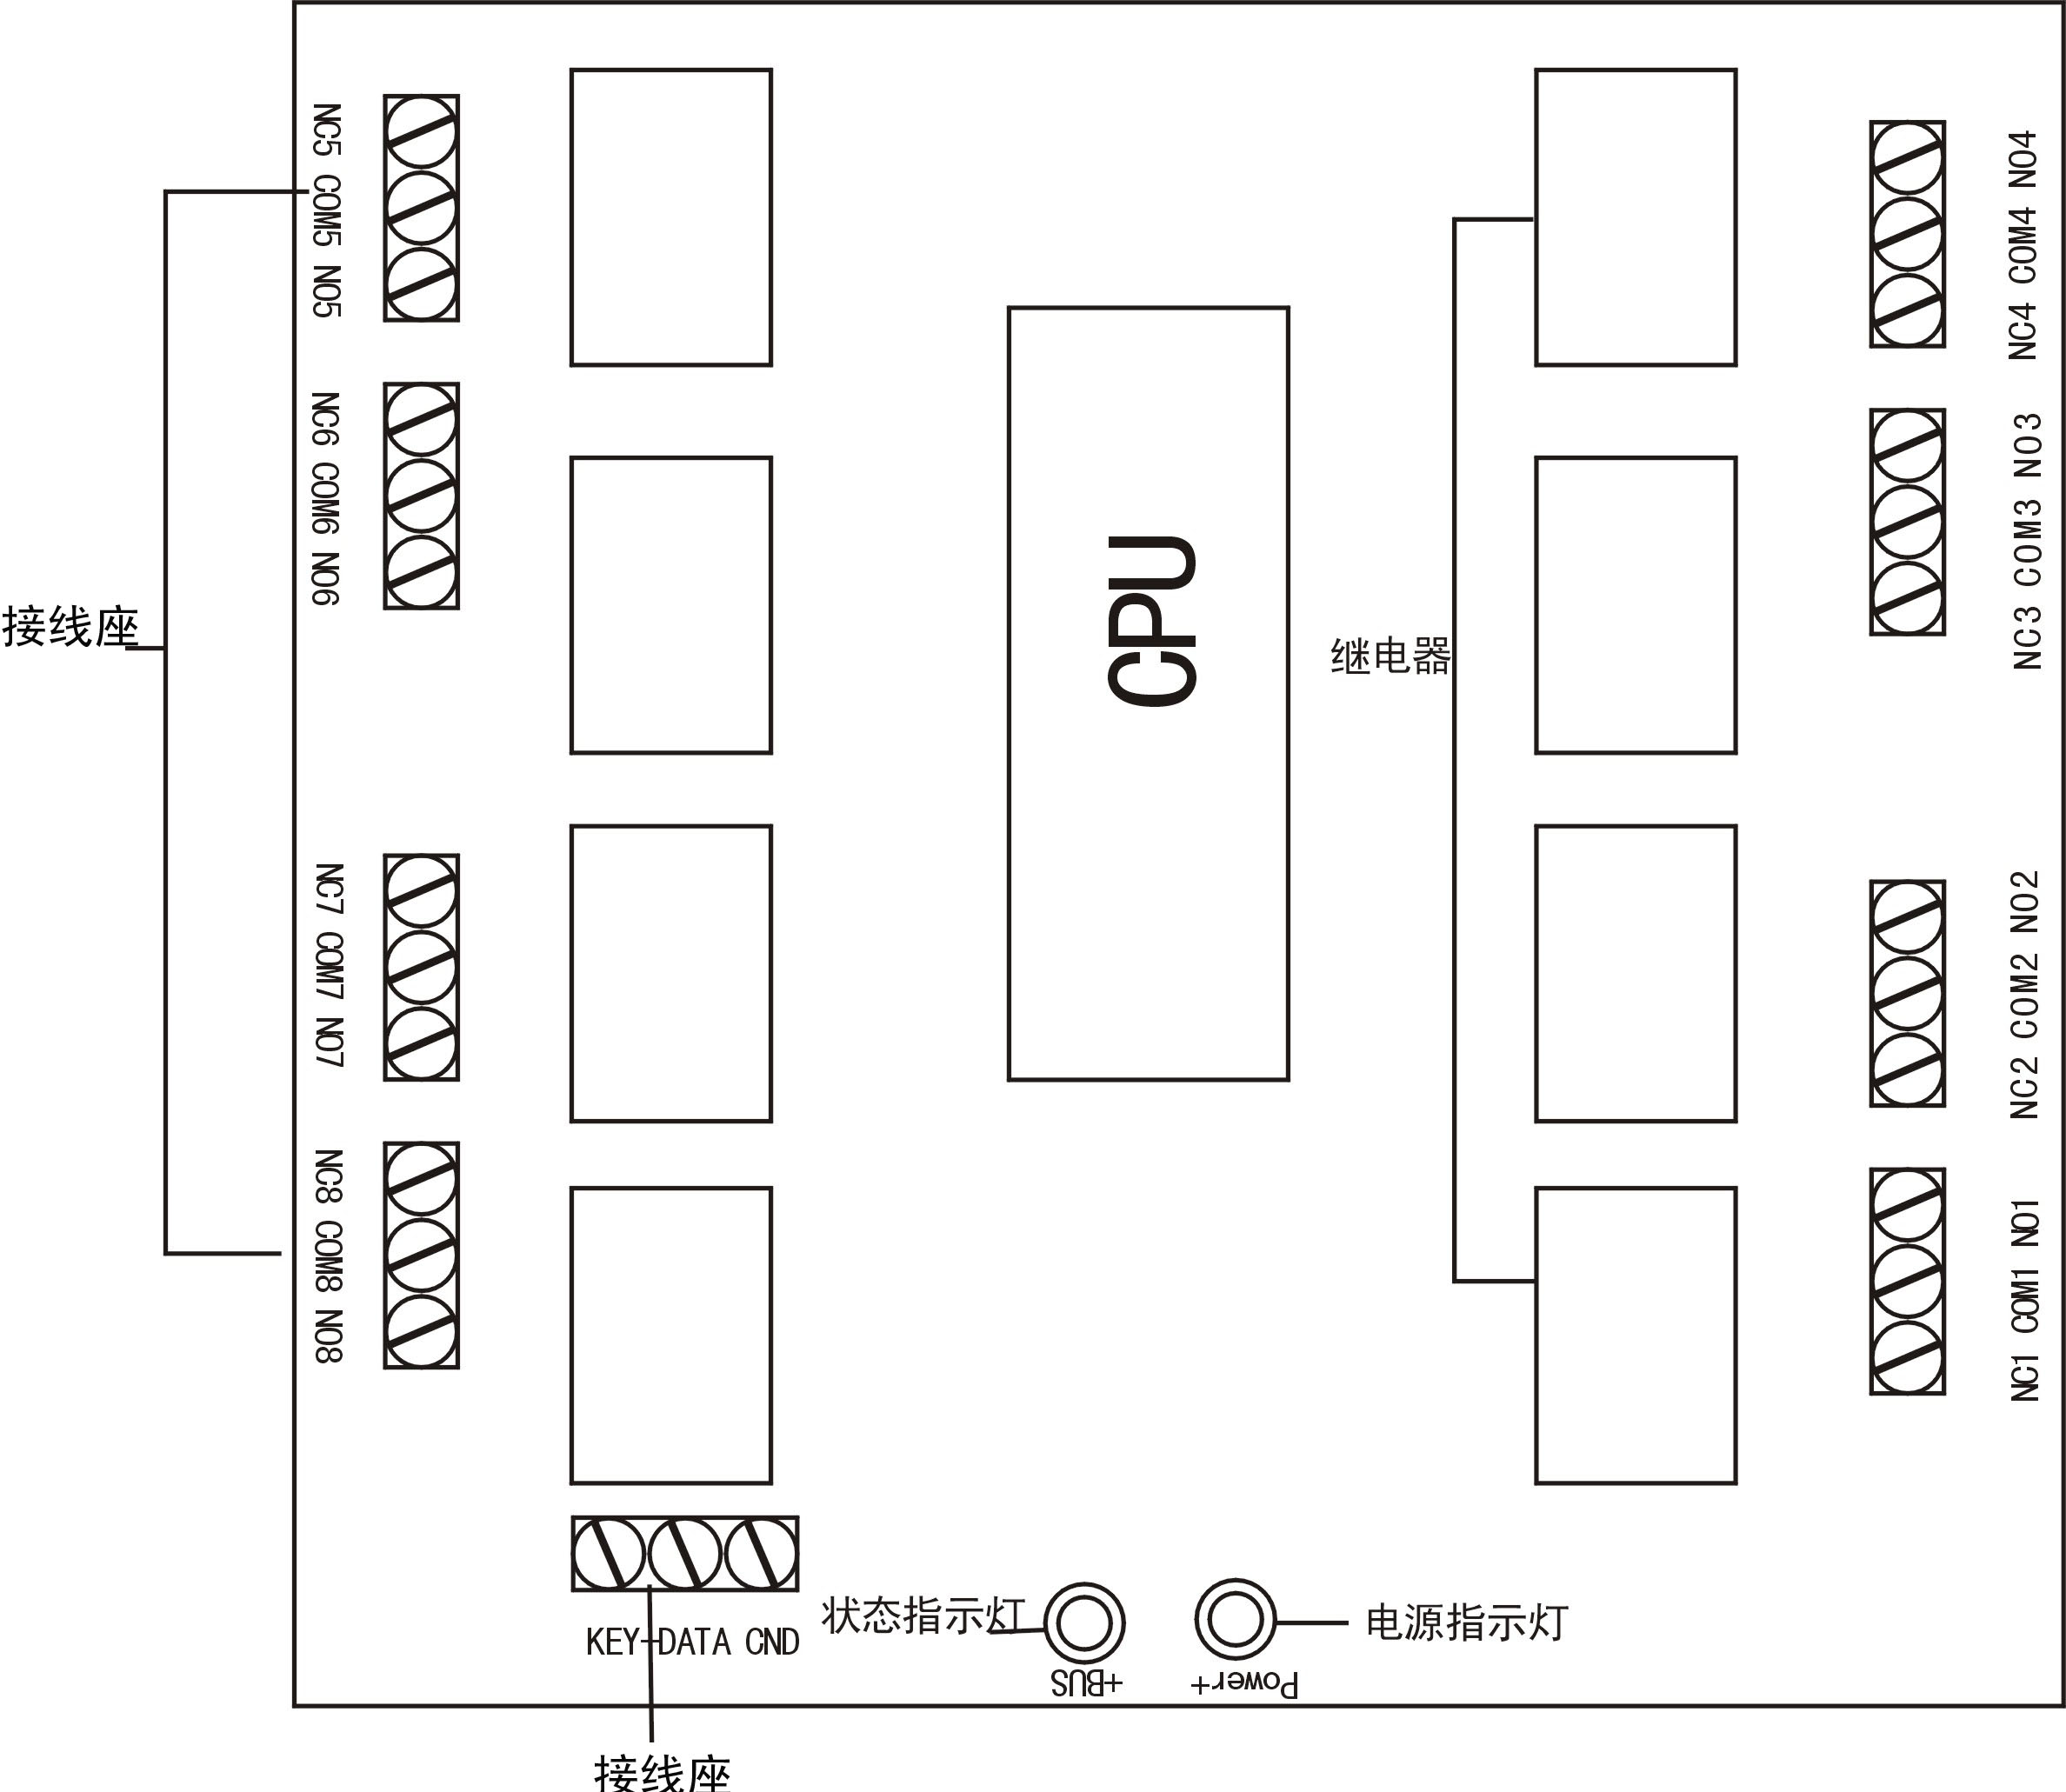 NC5 COM5 NO5
NC6 COM6 NO6
接线座
NC7 COM7 NO7
NC8 COM8 NO8
CPU
继电器
NC4 COM4 NO4
NC3 COM3 NO3
NC2 COM2 NO2
NC1 COM1 NO1
KEY+DATA CND
状态指示灯
+BUS
Power+
电源指示灯
接线座